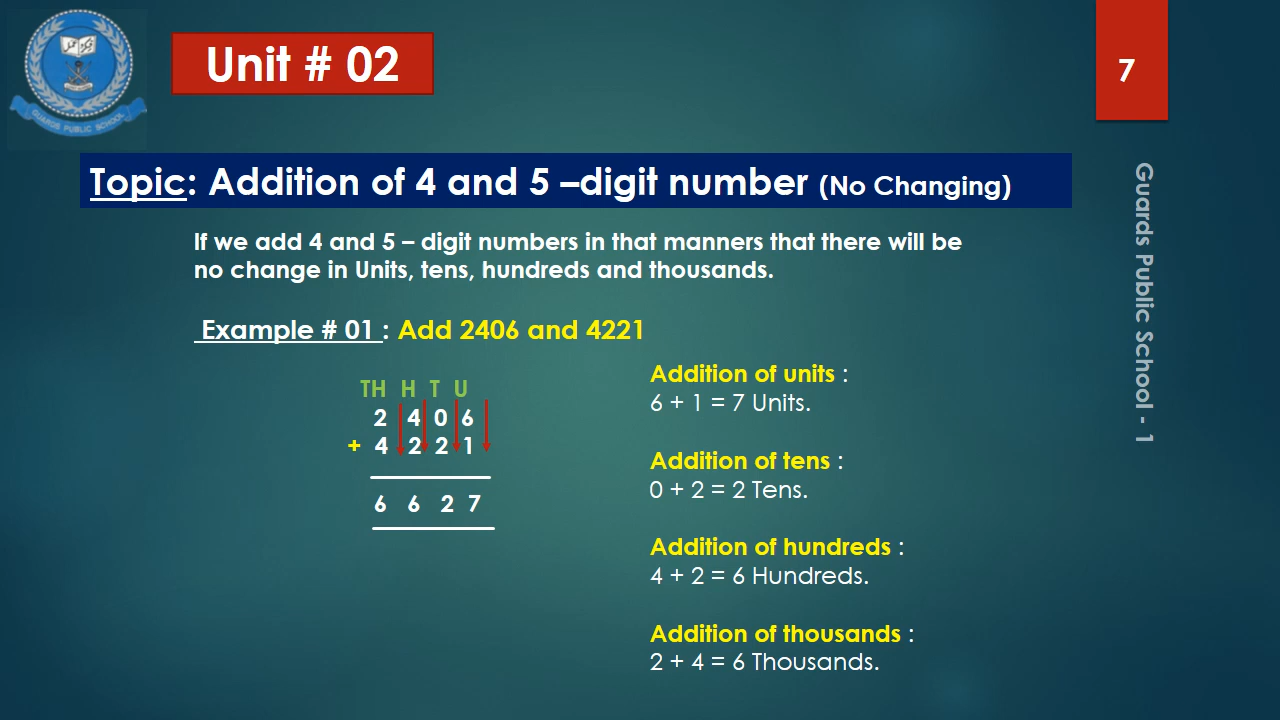 GUARDS PUBLIC SCHOOL
Unit # 02
7
Topic: Addition of 4 and 5 –digit number (No Changing)
Guards Public School - 1
If we add 4 and 5 – digit numbers in that manners that there will be
no change in Units, tens, hundreds and thousands.
Example # 01 : Add 2406 and 4221
TH H T U
2 4 0 6
+ 4 2 2 1
6 6 2 7
Addition of units :
6 + 1 = 7 Units.
Addition of tens :
0 + 2 = 2 Tens.
Addition of hundreds :
4 + 2 = 6 Hundreds.
Addition of thousands :
2 + 4 = 6 Thousands.